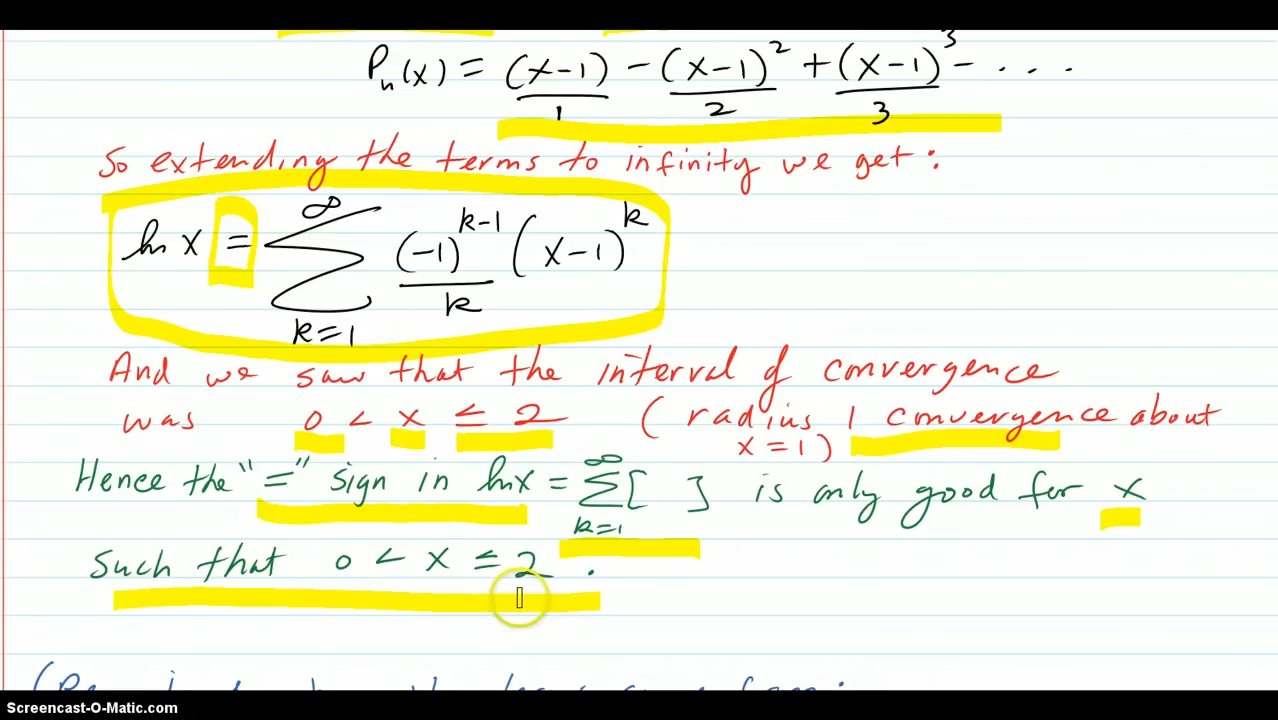 Pn(x) = (x-1)/1 - (x-1)^2/2 + (x-1)^3/3 - ...
So extending the terms to infinity we get:
ln x = ∑_{k=1}^{∞} (-1)^{k-1}/k (x-1)^k
And we saw that the interval of convergence
was 0 < x ≤ 2 (radius 1 convergence about
x = 1)
Hence the "=" sign in ln x = ∑_{k=1}^{∞} [ ] is only good for x
Such that 0 < x ≤ 2 .
Screencast-O-Matic.com